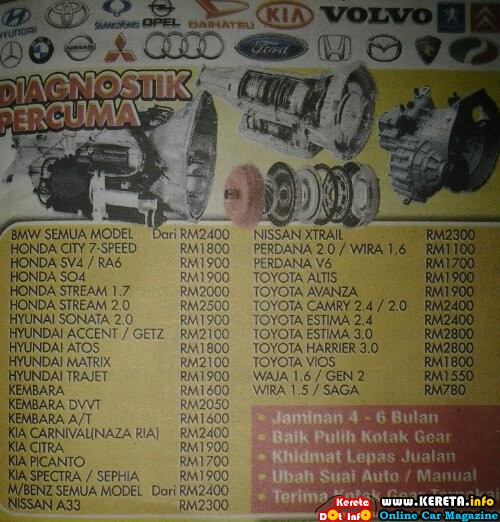 HYUNDAI
TOYOTA
SSANGYONG
OPEL
DAIHATSU
KIA
VOLVO
Ford
DIAGNOSTIK
PERCUMA
BMW SEMUA MODEL Dari RM2400
HONDA CITY 7-SPEED RM1800
HONDA SV4 / RA6 RM1900
HONDA SO4 RM1900
HONDA STREAM 1.7 RM2000
HONDA STREAM 2.0 RM2500
HYUNAI SONATA 2.0 RM1900
HYUNDAI ACCENT / GETZ RM2100
HYUNDAI ATOS RM1800
HYUNDAI MATRIX RM2100
HYUNDAI TRAJET RM1900
KEMBARA RM1600
KEMBARA DVVT RM2050
KEMBARA A/T RM1600
KIA CARNIVAL(NAZA RIA) RM2400
KIA CITRA RM1900
KIA PICANTO RM1700
KIA SPECTRA / SEPHIA RM1900
M/BENZ SEMUA MODEL Dari RM2400
NISSAN A33 RM2300
NISSAN XTRAIL RM2300
PERDANA 2.0 / WIRA 1.6 RM1100
PERDANA V6 RM1700
TOYOTA ALTIS RM1900
TOYOTA AVANZA RM1900
TOYOTA CAMRY 2.4 / 2.0 RM2400
TOYOTA ESTIMA 2.4 RM2400
TOYOTA ESTIMA 3.0 RM2800
TOYOTA HARRIER 3.0 RM2800
TOYOTA VIOS RM1800
WAJA 1.6 / GEN 2 RM1550
WIRA 1.5 / SAGA RM780
• Jaminan 4 - 6 Bulan
• Baik Pulih Kotak Gear
• Khidmat Lepas Jualan
• Ubah Suai Auto / Manual
• Terima Kotak Gear
Kereta Dot Info
www.KERETA.info
Online Car Magazine